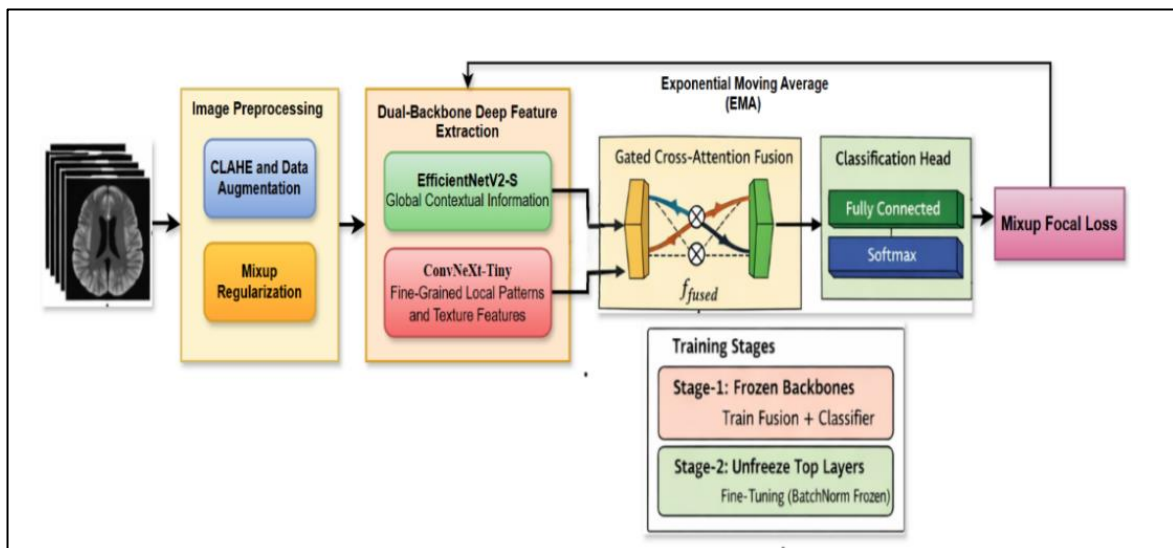 Exponential Moving Average
(EMA)
Image Preprocessing
CLAHE and Data
Augmentation
Mixup
Regularization
Dual-Backbone Deep Feature
Extraction
EfficientNetV2-S
Global Contextual Information
ConvNeXt-Tiny
Fine-Grained Local Patterns
and Texture Features
Gated Cross-Attention Fusion
f_fused
Classification Head
Fully Connected
Softmax
Mixup Focal Loss
Training Stages
Stage-1: Frozen Backbones
Train Fusion + Classifier
Stage-2: Unfreeze Top Layers
Fine-Tuning (BatchNorm Frozen)